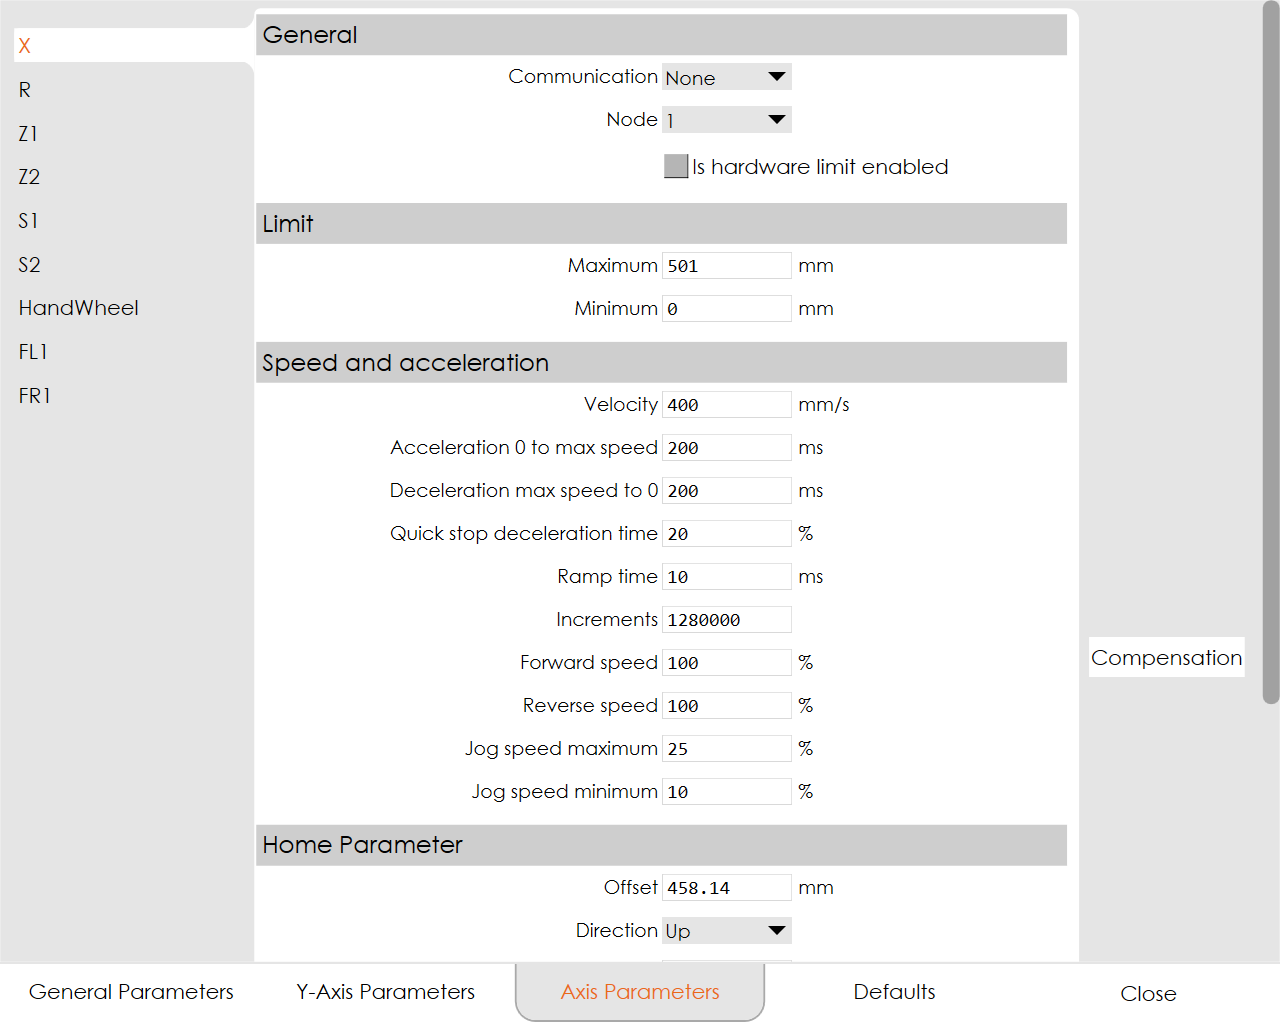 X
R
Z1
Z2
S1
S2
HandWheel
FL1
FR1
General
Communication None
Node 1
Is hardware limit enabled
Limit
Maximum 501 mm
Minimum 0 mm
Speed and acceleration
Velocity 400 mm/s
Acceleration 0 to max speed 200 ms
Deceleration max speed to 0 200 ms
Quick stop deceleration time 20 %
Ramp time 10 ms
Increments 1280000
Forward speed 100 %
Reverse speed 100 %
Jog speed maximum 25 %
Jog speed minimum 10 %
Home Parameter
Offset 458.14 mm
Direction Up
Compensation
General Parameters Y-Axis Parameters Axis Parameters Defaults Close